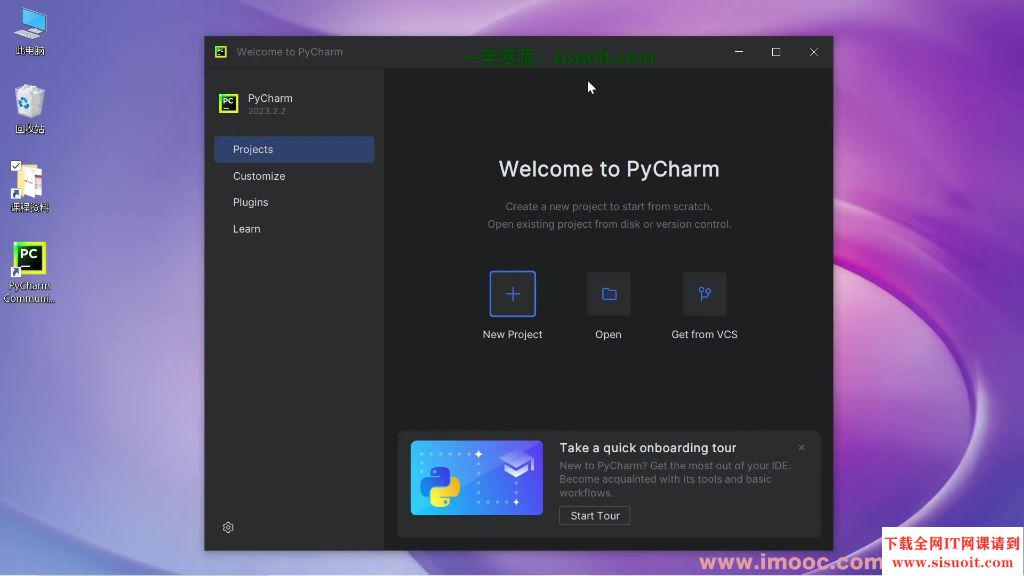 此电脑
回收站
课程资料
PyCharm
Communi...
Welcome to PyCharm
一手资源：sisuoit.com
PyCharm
2023.2.2
Projects
Customize
Plugins
Learn
Welcome to PyCharm
Create a new project to start from scratch.
Open existing project from disk or version control.
New Project
Open
Get from VCS
Take a quick onboarding tour
New to PyCharm? Get the most out of your IDE.
Become acquainted with its tools and basic
workflows.
Start Tour
www.imooc.com
下载全网IT网课请到
www.sisuoit.com